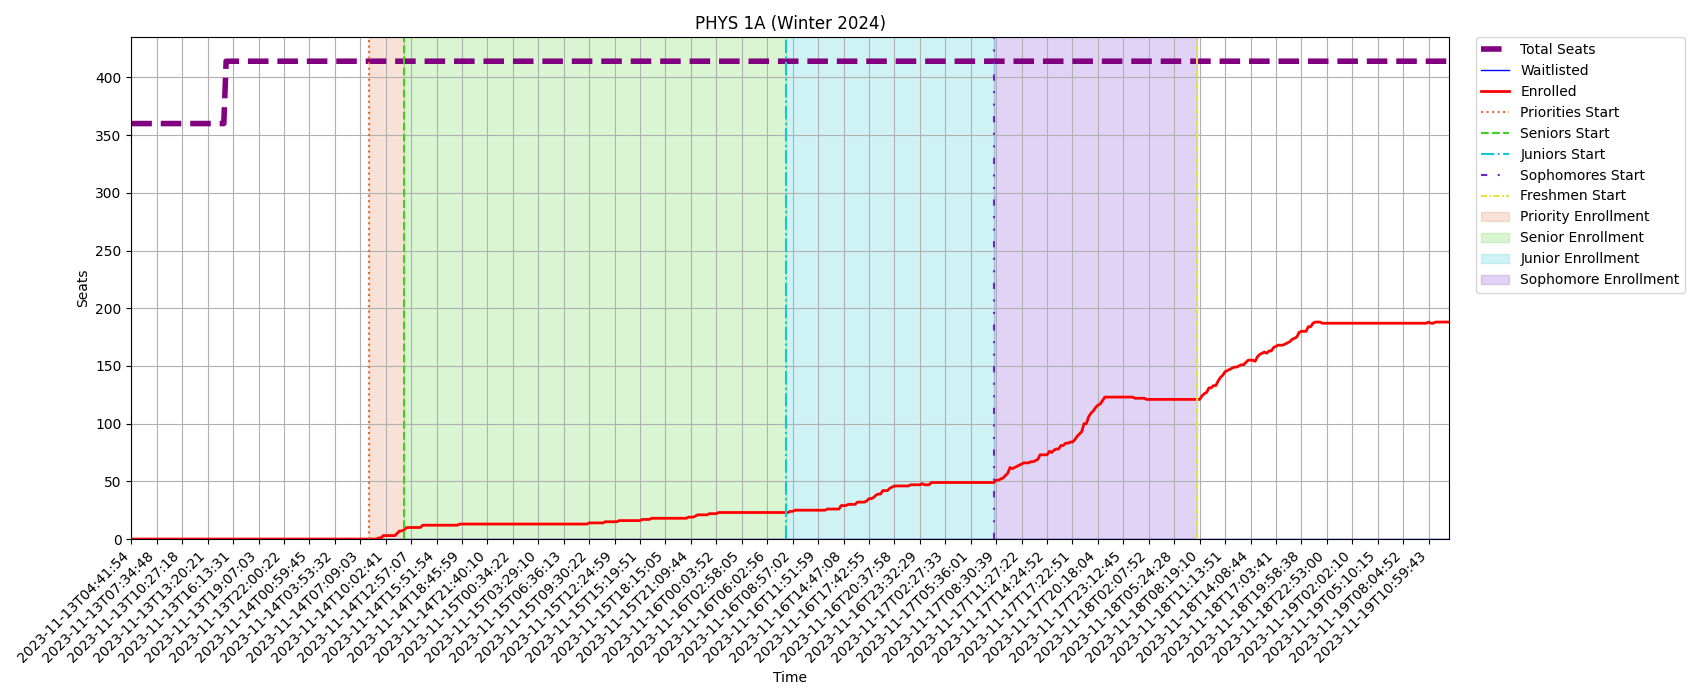 PHYS 1A (Winter 2024)
Total Seats
Waitlisted
Enrolled
Priorities Start
Seniors Start
Juniors Start
Sophomores Start
Freshmen Start
Priority Enrollment
Senior Enrollment
Junior Enrollment
Sophomore Enrollment
Seats
400
350
300
250
200
150
100
50
0
2023-11-13T04:41:54
2023-11-13T07:34:48
2023-11-13T10:27:18
2023-11-13T13:20:21
2023-11-13T16:13:31
2023-11-13T19:07:03
2023-11-13T22:00:22
2023-11-14T00:59:45
2023-11-14T03:53:32
2023-11-14T07:09:03
2023-11-14T10:02:41
2023-11-14T12:57:07
2023-11-14T15:51:54
2023-11-14T18:45:59
2023-11-14T21:40:10
2023-11-15T00:34:22
2023-11-15T03:29:10
2023-11-15T06:36:13
2023-11-15T09:30:22
2023-11-15T12:24:59
2023-11-15T15:19:51
2023-11-15T18:15:05
2023-11-15T21:09:44
2023-11-16T00:03:52
2023-11-16T02:58:05
2023-11-16T06:02:56
2023-11-16T08:57:02
2023-11-16T11:51:59
2023-11-16T14:47:08
2023-11-16T17:42:55
2023-11-16T20:37:58
2023-11-16T23:32:29
2023-11-17T02:27:33
2023-11-17T05:36:01
2023-11-17T08:30:39
2023-11-17T11:27:22
2023-11-17T14:24:52
2023-11-17T17:22:51
2023-11-17T20:18:04
2023-11-17T23:12:45
2023-11-18T02:07:52
2023-11-18T05:24:28
2023-11-18T08:19:10
2023-11-18T11:13:51
2023-11-18T14:08:44
2023-11-18T17:03:41
2023-11-18T19:58:38
2023-11-18T22:53:00
2023-11-19T02:02:10
2023-11-19T05:10:15
2023-11-19T08:04:52
2023-11-19T10:59:43
Time